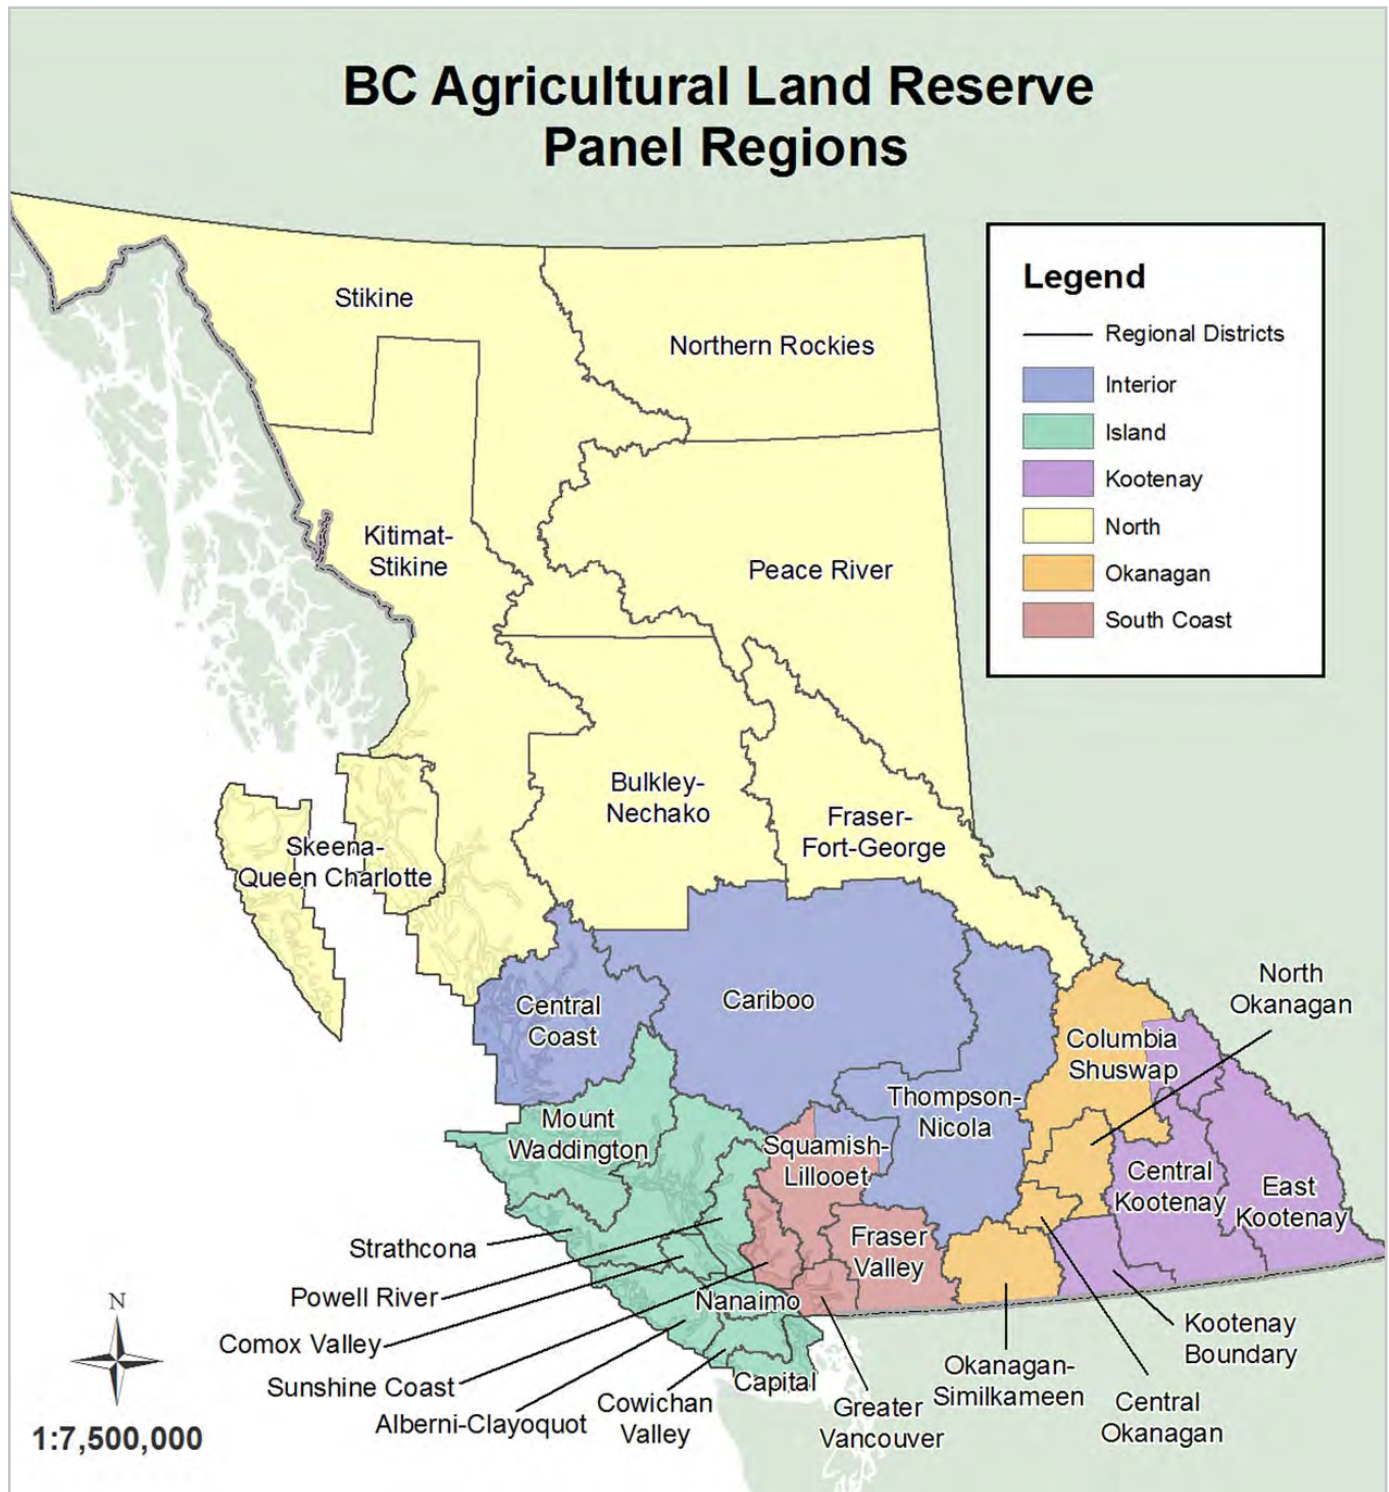 BC Agricultural Land Reserve
Panel Regions
Legend
Regional Districts
Interior
Island
Kootenay
North
Okanagan
South Coast
Stikine
Northern Rockies
Kitimat-
Stikine
Peace River
Bulkley-
Nechako
Fraser-
Fort-George
Skeena-
Queen Charlotte
North
Okanagan
Central
Coast
Cariboo
Columbia
Shuswap
Thompson-
Nicola
Mount
Waddington
Squamish-
Lillooet
Central
Kootenay
East
Kootenay
Strathcona
Fraser
Valley
Powell River
Nanaimo
Comox Valley
Kootenay
Boundary
Sunshine Coast
Capital
Okanagan-
Similkameen
Alberni-Clayoquot
Cowichan
Valley
Greater
Vancouver
Central
Okanagan
N
1:7,500,000